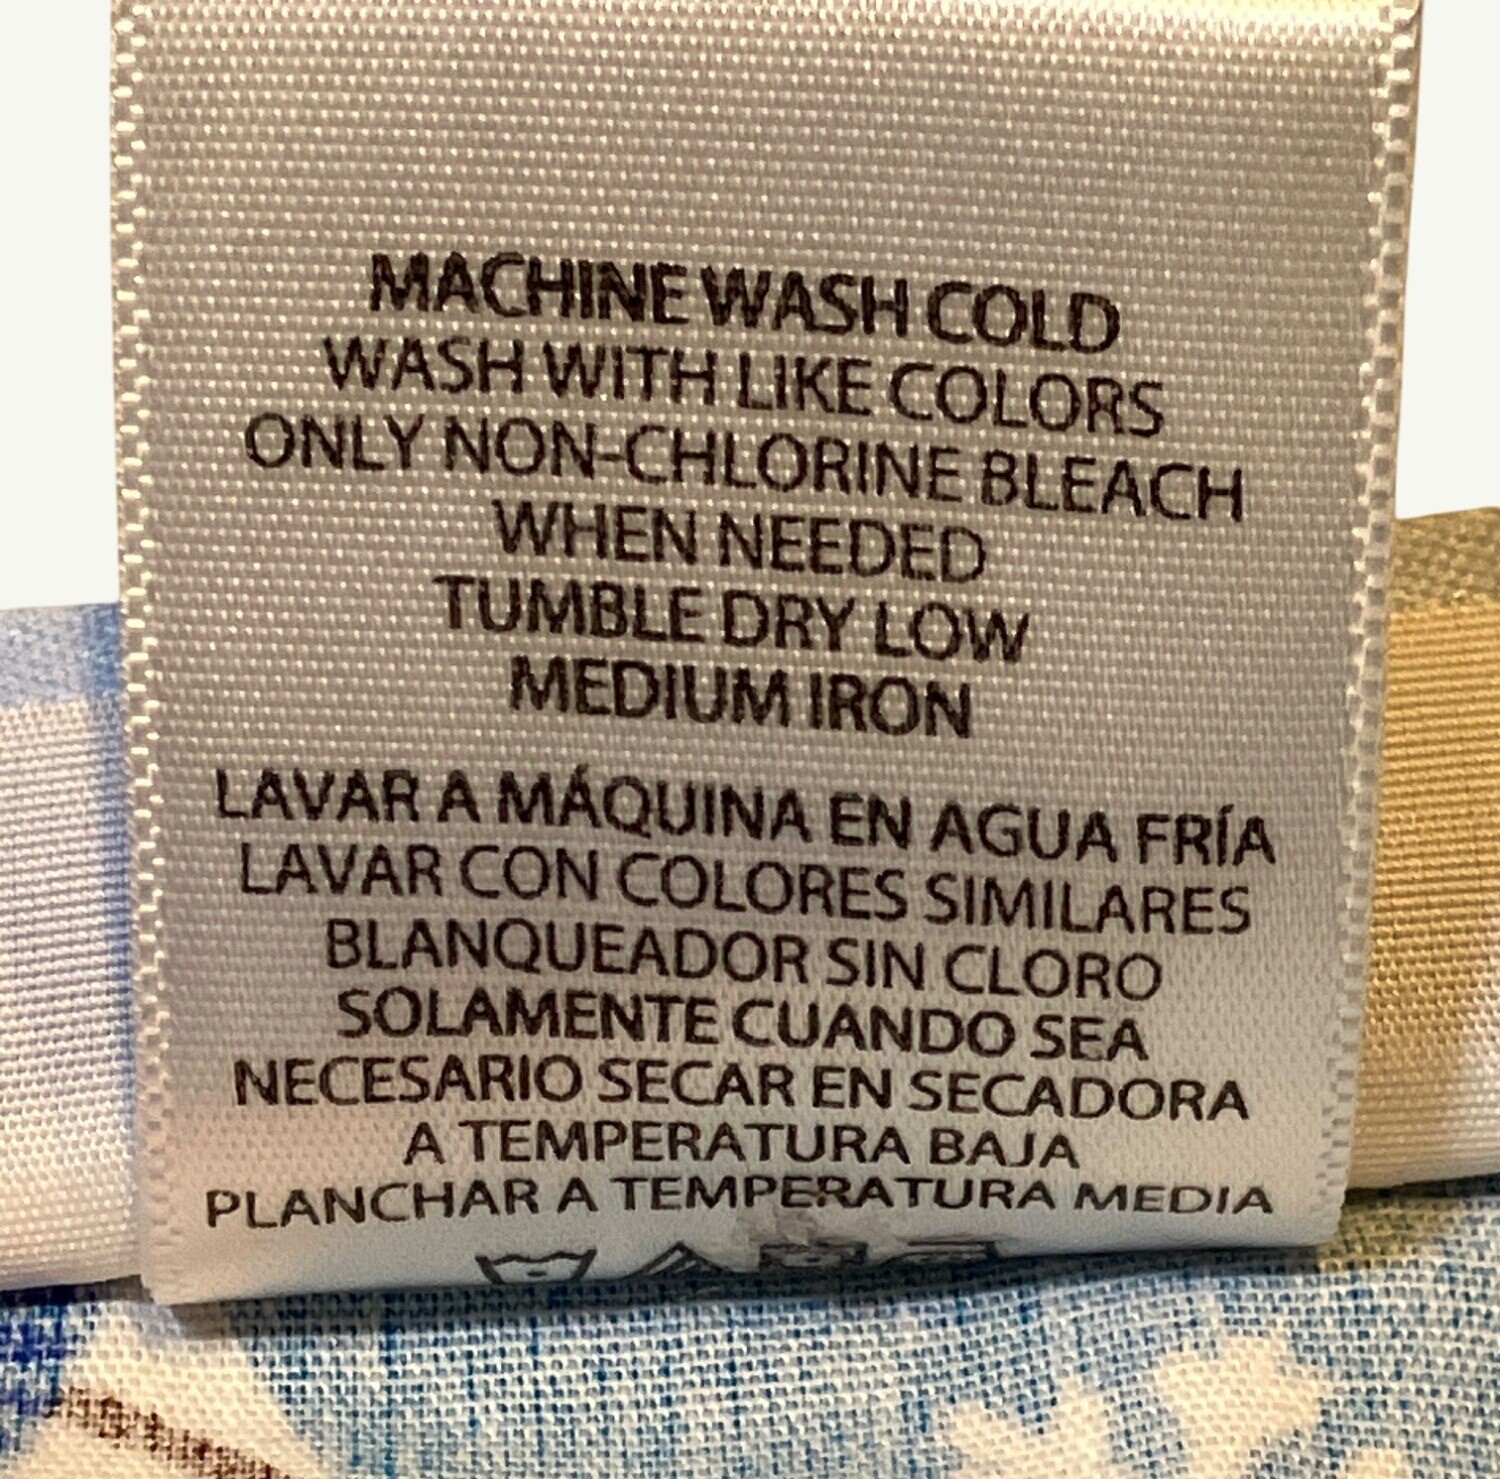 MACHINE WASH COLD
WASH WITH LIKE COLORS
ONLY NON-CHLORINE BLEACH
WHEN NEEDED
TUMBLE DRY LOW
MEDIUM IRON
LAVAR A MÁQUINA EN AGUA FRÍA
LAVAR CON COLORES SIMILARES
BLANQUEADOR SIN CLORO
SOLAMENTE CUANDO SEA
NECESARIO SECAR EN SECADORA
A TEMPERATURA BAJA
PLANCHAR A TEMPERATURA MEDIA